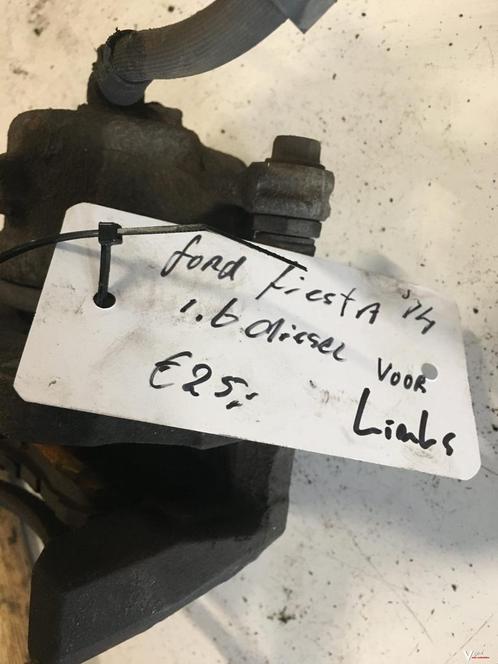 ford fiesta '14
1.6 diesel voor
€25,- Links